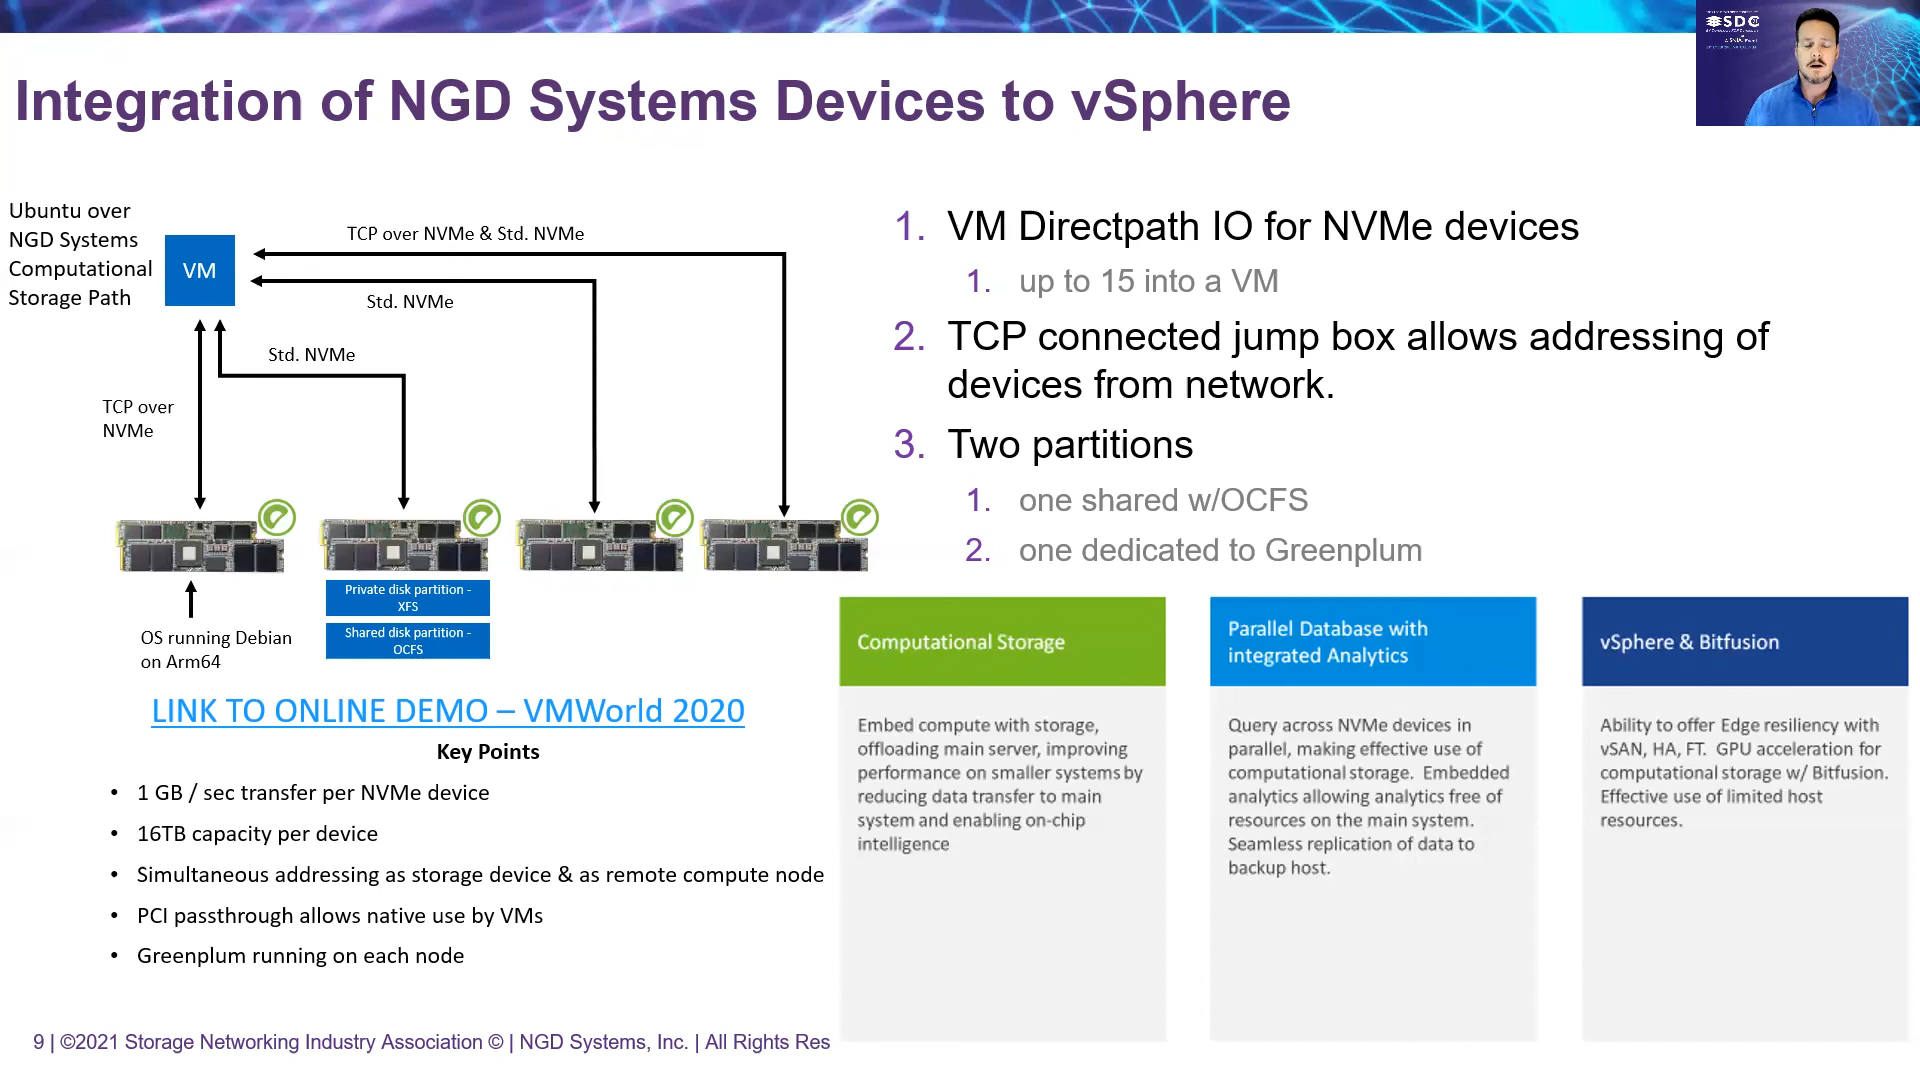 SDC
Integration of NGD Systems Devices to vSphere
Ubuntu over
NGD Systems
Computational
Storage Path
VM
TCP over NVMe & Std. NVMe
Std. NVMe
Std. NVMe
TCP over
NVMe
Private disk partition -
XFS
Shared disk partition -
OCFS
OS running Debian
on Arm64
LINK TO ONLINE DEMO – VMWorld 2020
Key Points
• 1 GB / sec transfer per NVMe device
• 16TB capacity per device
• Simultaneous addressing as storage device & as remote compute node
• PCI passthrough allows native use by VMs
• Greenplum running on each node
1. VM Directpath IO for NVMe devices
1. up to 15 into a VM
2. TCP connected jump box allows addressing of
devices from network.
3. Two partitions
1. one shared w/OCFS
2. one dedicated to Greenplum
Computational Storage
Embed compute with storage,
offloading main server, improving
performance on smaller systems by
reducing data transfer to main
system and enabling on-chip
intelligence
Parallel Database with
integrated Analytics
Query across NVMe devices in
parallel, making effective use of
computational storage. Embedded
analytics allowing analytics free of
resources on the main system.
Seamless replication of data to
backup host.
vSphere & Bitfusion
Ability to offer Edge resiliency with
vSAN, HA, FT. GPU acceleration for
computational storage w/ Bitfusion.
Effective use of limited host
resources.
9 | ©2021 Storage Networking Industry Association © | NGD Systems, Inc. | All Rights Res